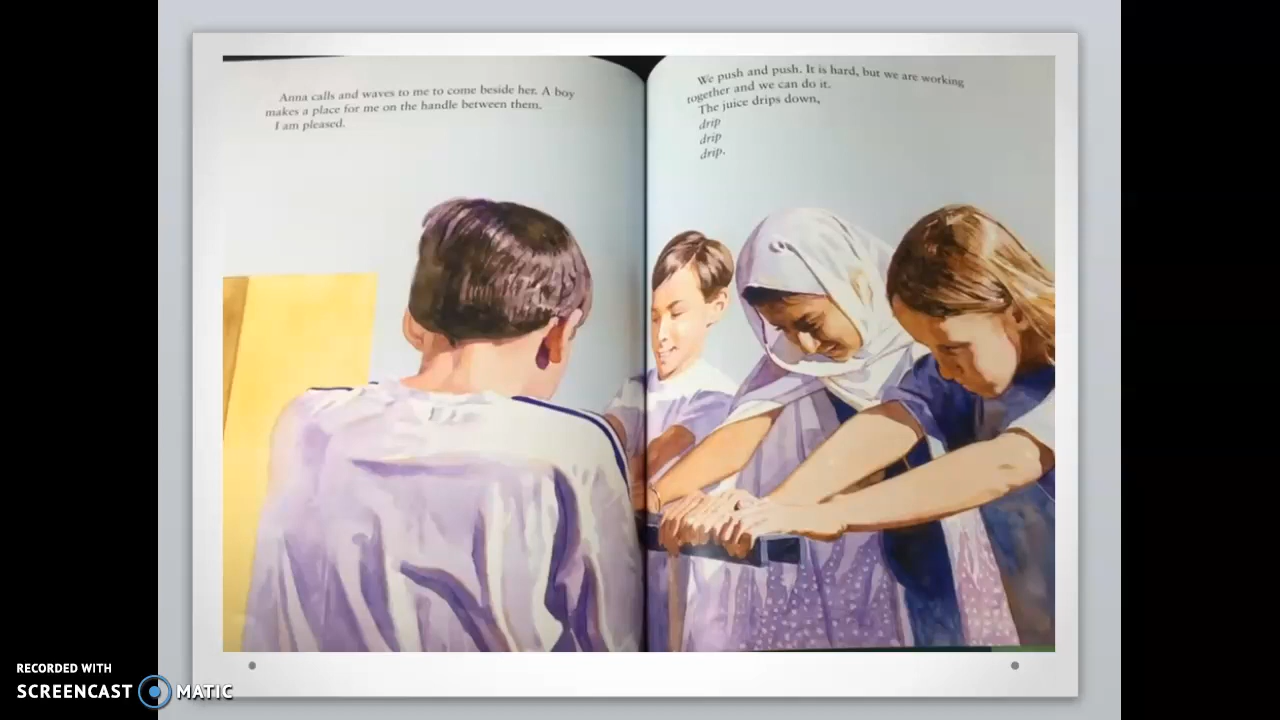 Anna calls and waves to me to come beside her. A boy
makes a place for me on the handle between them.
I am pleased.
We push and push. It is hard, but we are working
together and we can do it.
The juice drips down,
drip
drip
drip.
RECORDED WITH
SCREENCAST MATIC